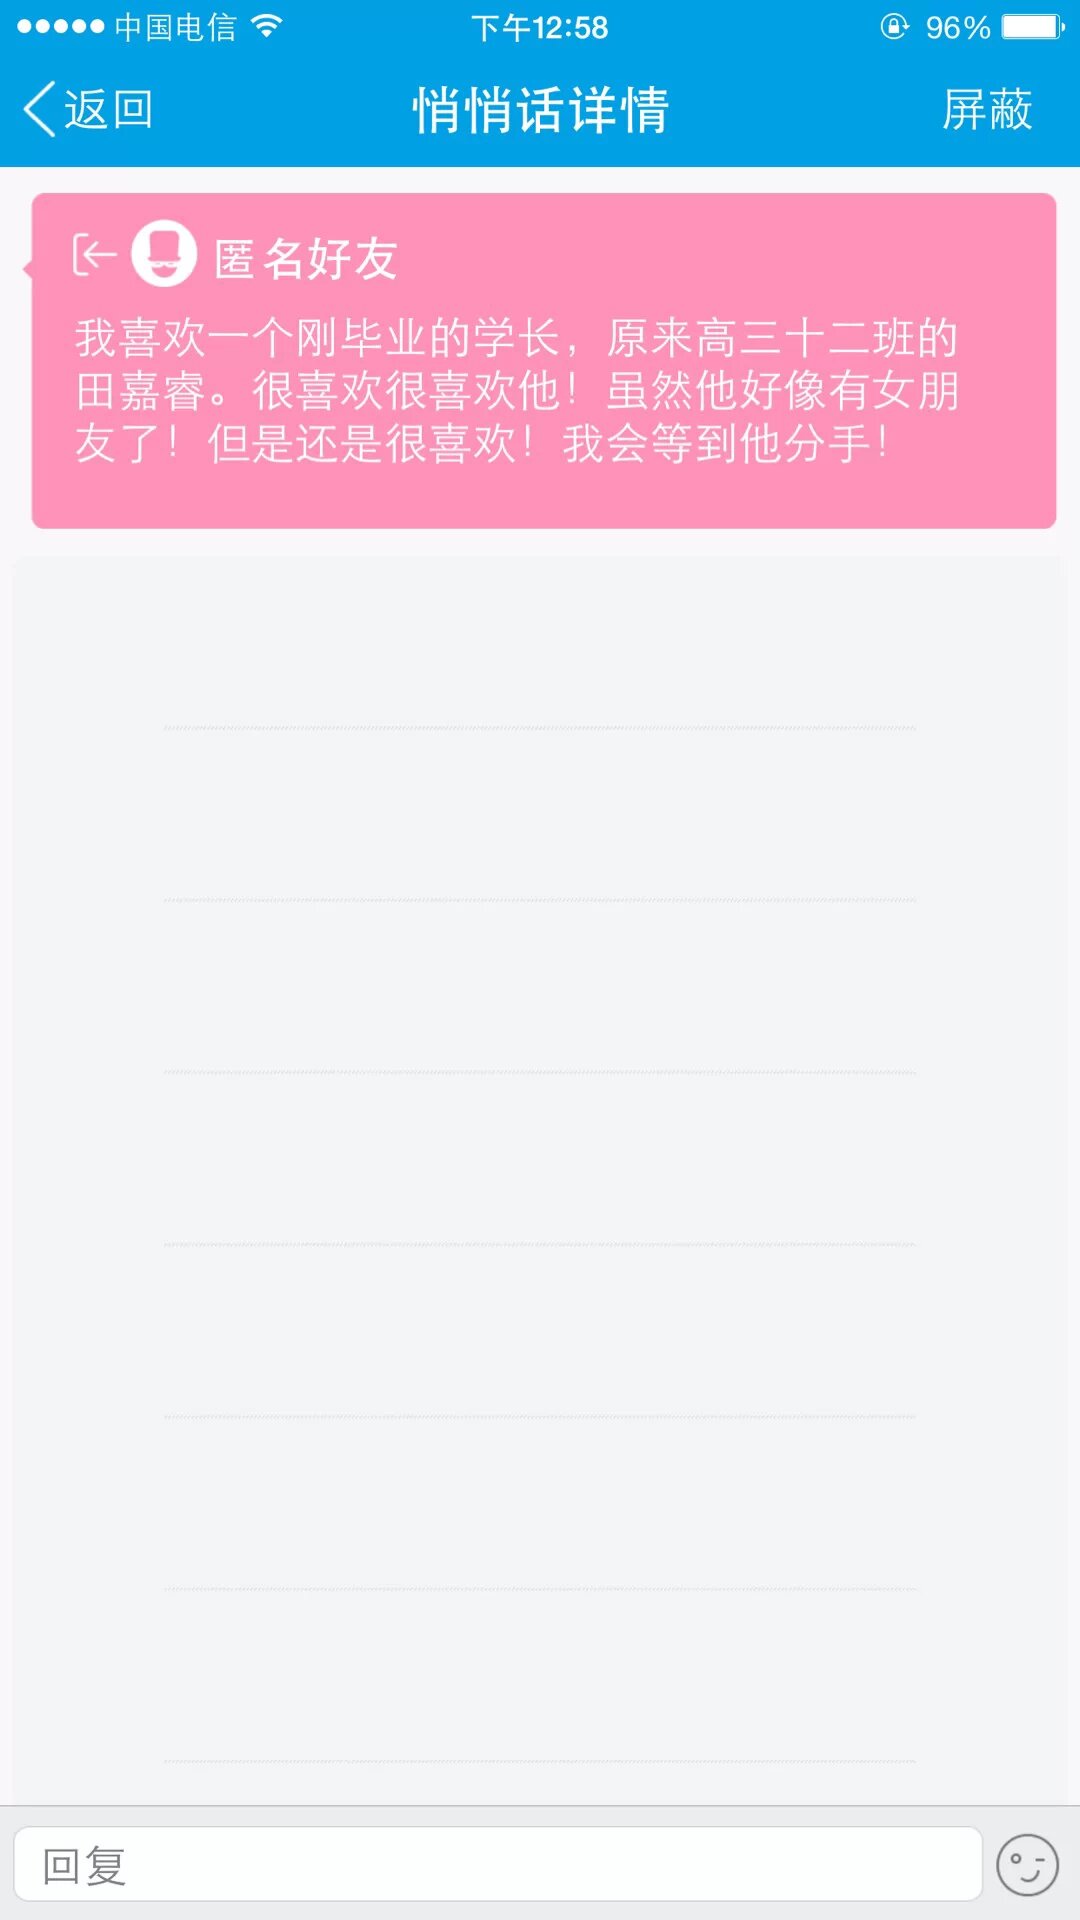 中国电信 下午12:58 96%
返回 悄悄话详情 屏蔽
匿名好友
我喜欢一个刚毕业的学长，原来高三十二班的
田嘉睿。很喜欢很喜欢他！虽然他好像有女朋
友了！但是还是很喜欢！我会等到他分手！
回复